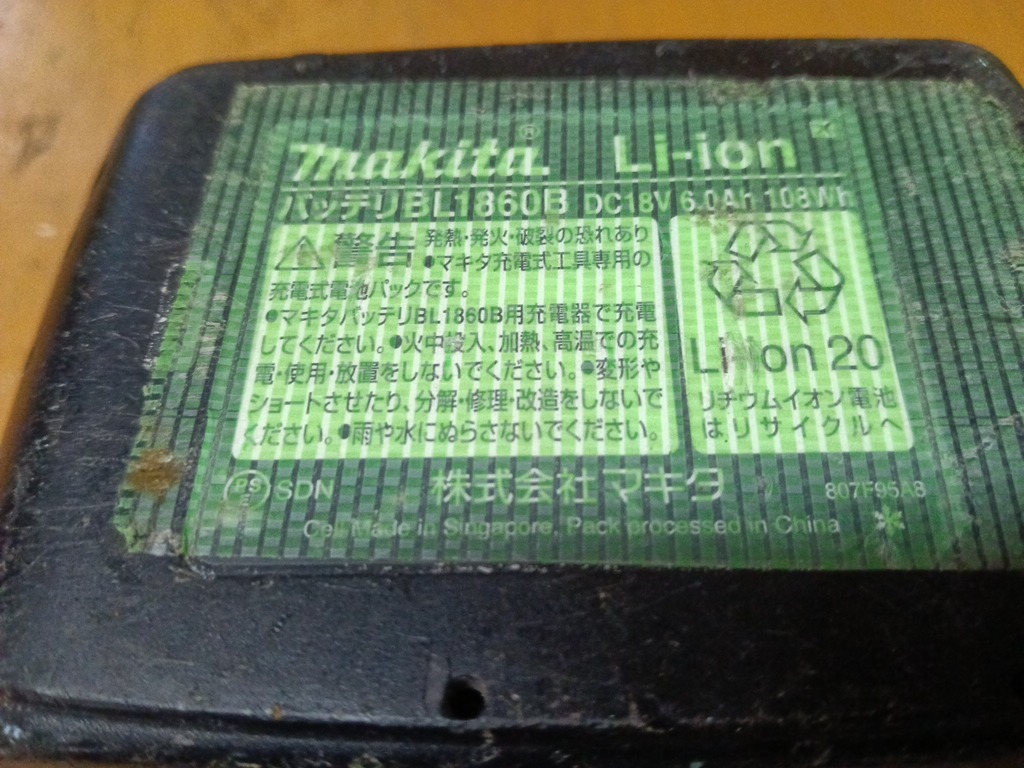 makita® Li-ion
バッテリBL1860B DC18V 6.0Ah 108Wh
警告 発熱・発火・破裂の恐れあり
●マキタ充電式工具専用の
充電式電池パックです。
●マキタバッテリBL1860B用充電器で充電
してください。●火中投入、加熱、高温での充
電・使用・放置をしないでください。●変形や
ショートさせたり、分解・修理・改造をしないで
ください。●雨や水にぬらさないでください。
Li-ion 20
リチウムイオン電池
はリサイクルへ
PS
E SDN
株式会社マキタ
807F95A8
Cell Made in Singapore, Pack processed in China